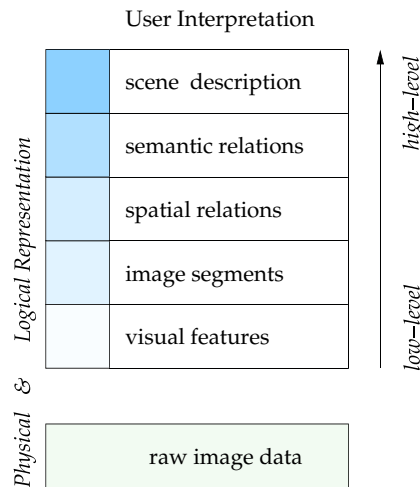 User Interpretation
scene description
semantic relations
spatial relations
image segments
visual features
raw image data
Physical & Logical Representation
high–level
low–level